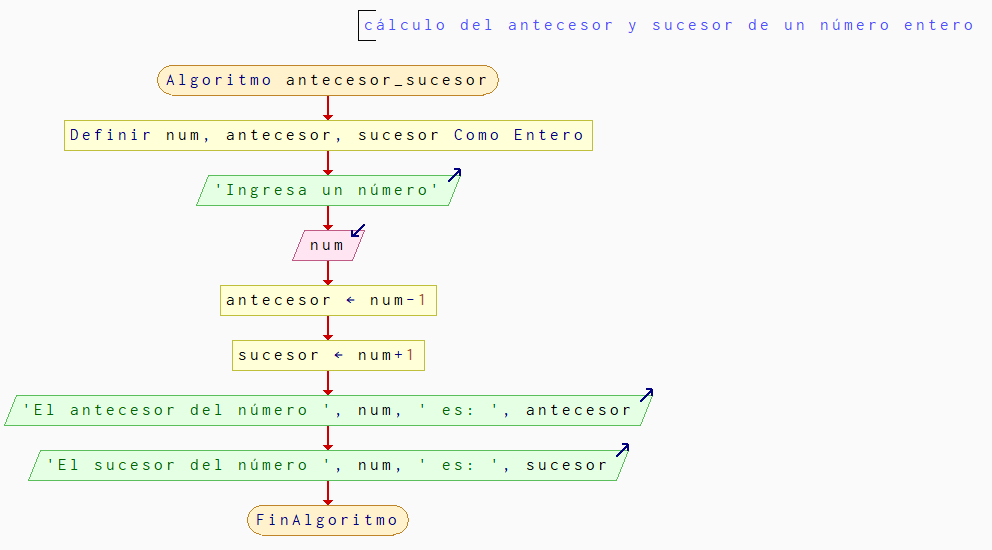 cálculo del antecesor y sucesor de un número entero
Algoritmo antecesor_sucesor
Definir num, antecesor, sucesor Como Entero
'Ingresa un número'
num
antecesor ← num-1
sucesor ← num+1
'El antecesor del número ', num, ' es: ', antecesor
'El sucesor del número ', num, ' es: ', sucesor
FinAlgoritmo